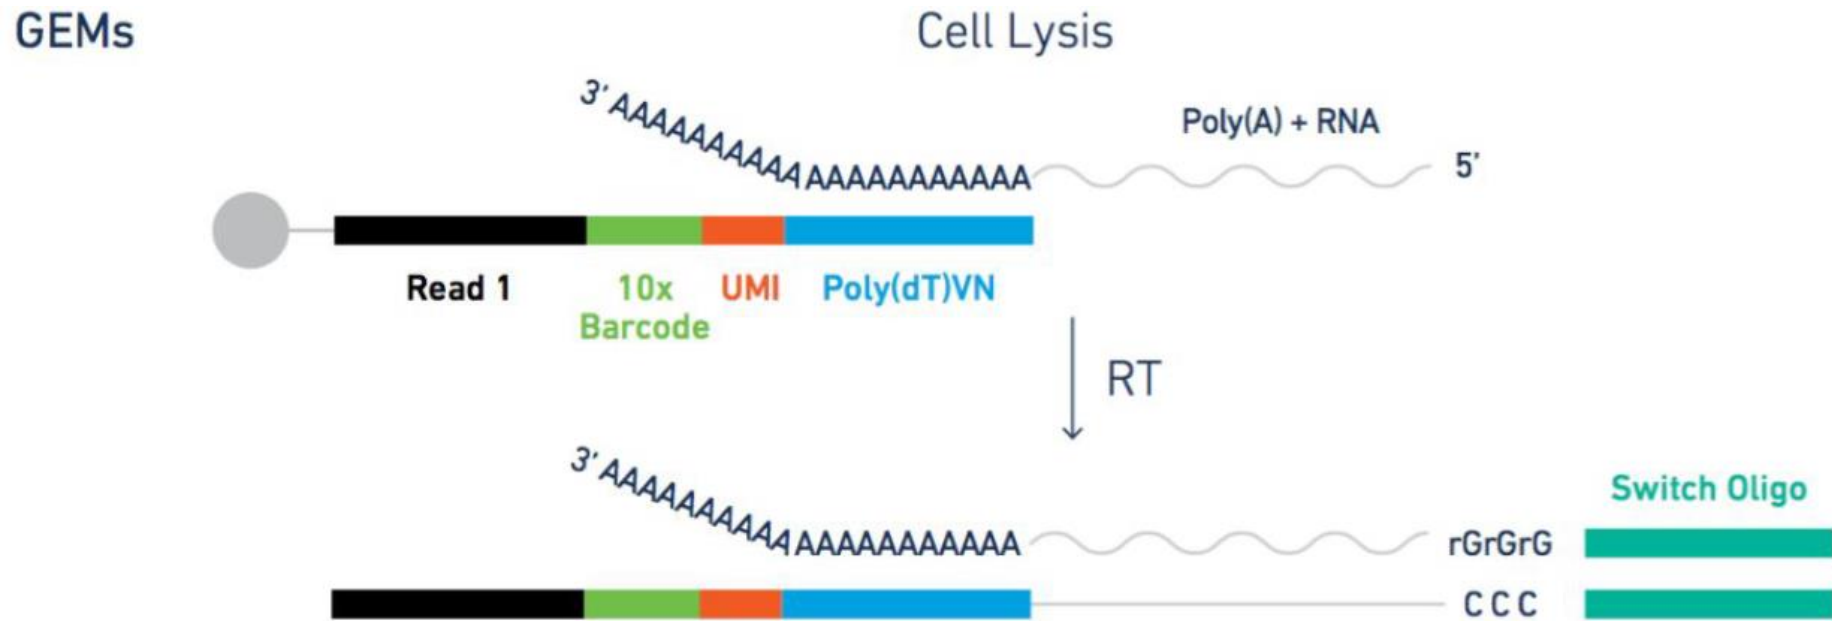 GEMs
Cell Lysis
3' AAAAAAAAAAAAAAAAAAAAA
Poly(A) + RNA
5'
Read 1
10x
Barcode
UMI
Poly(dT)VN
RT
Switch Oligo
3' AAAAAAAAAAAAAAAAAAAAA
rGrGrG
C C C